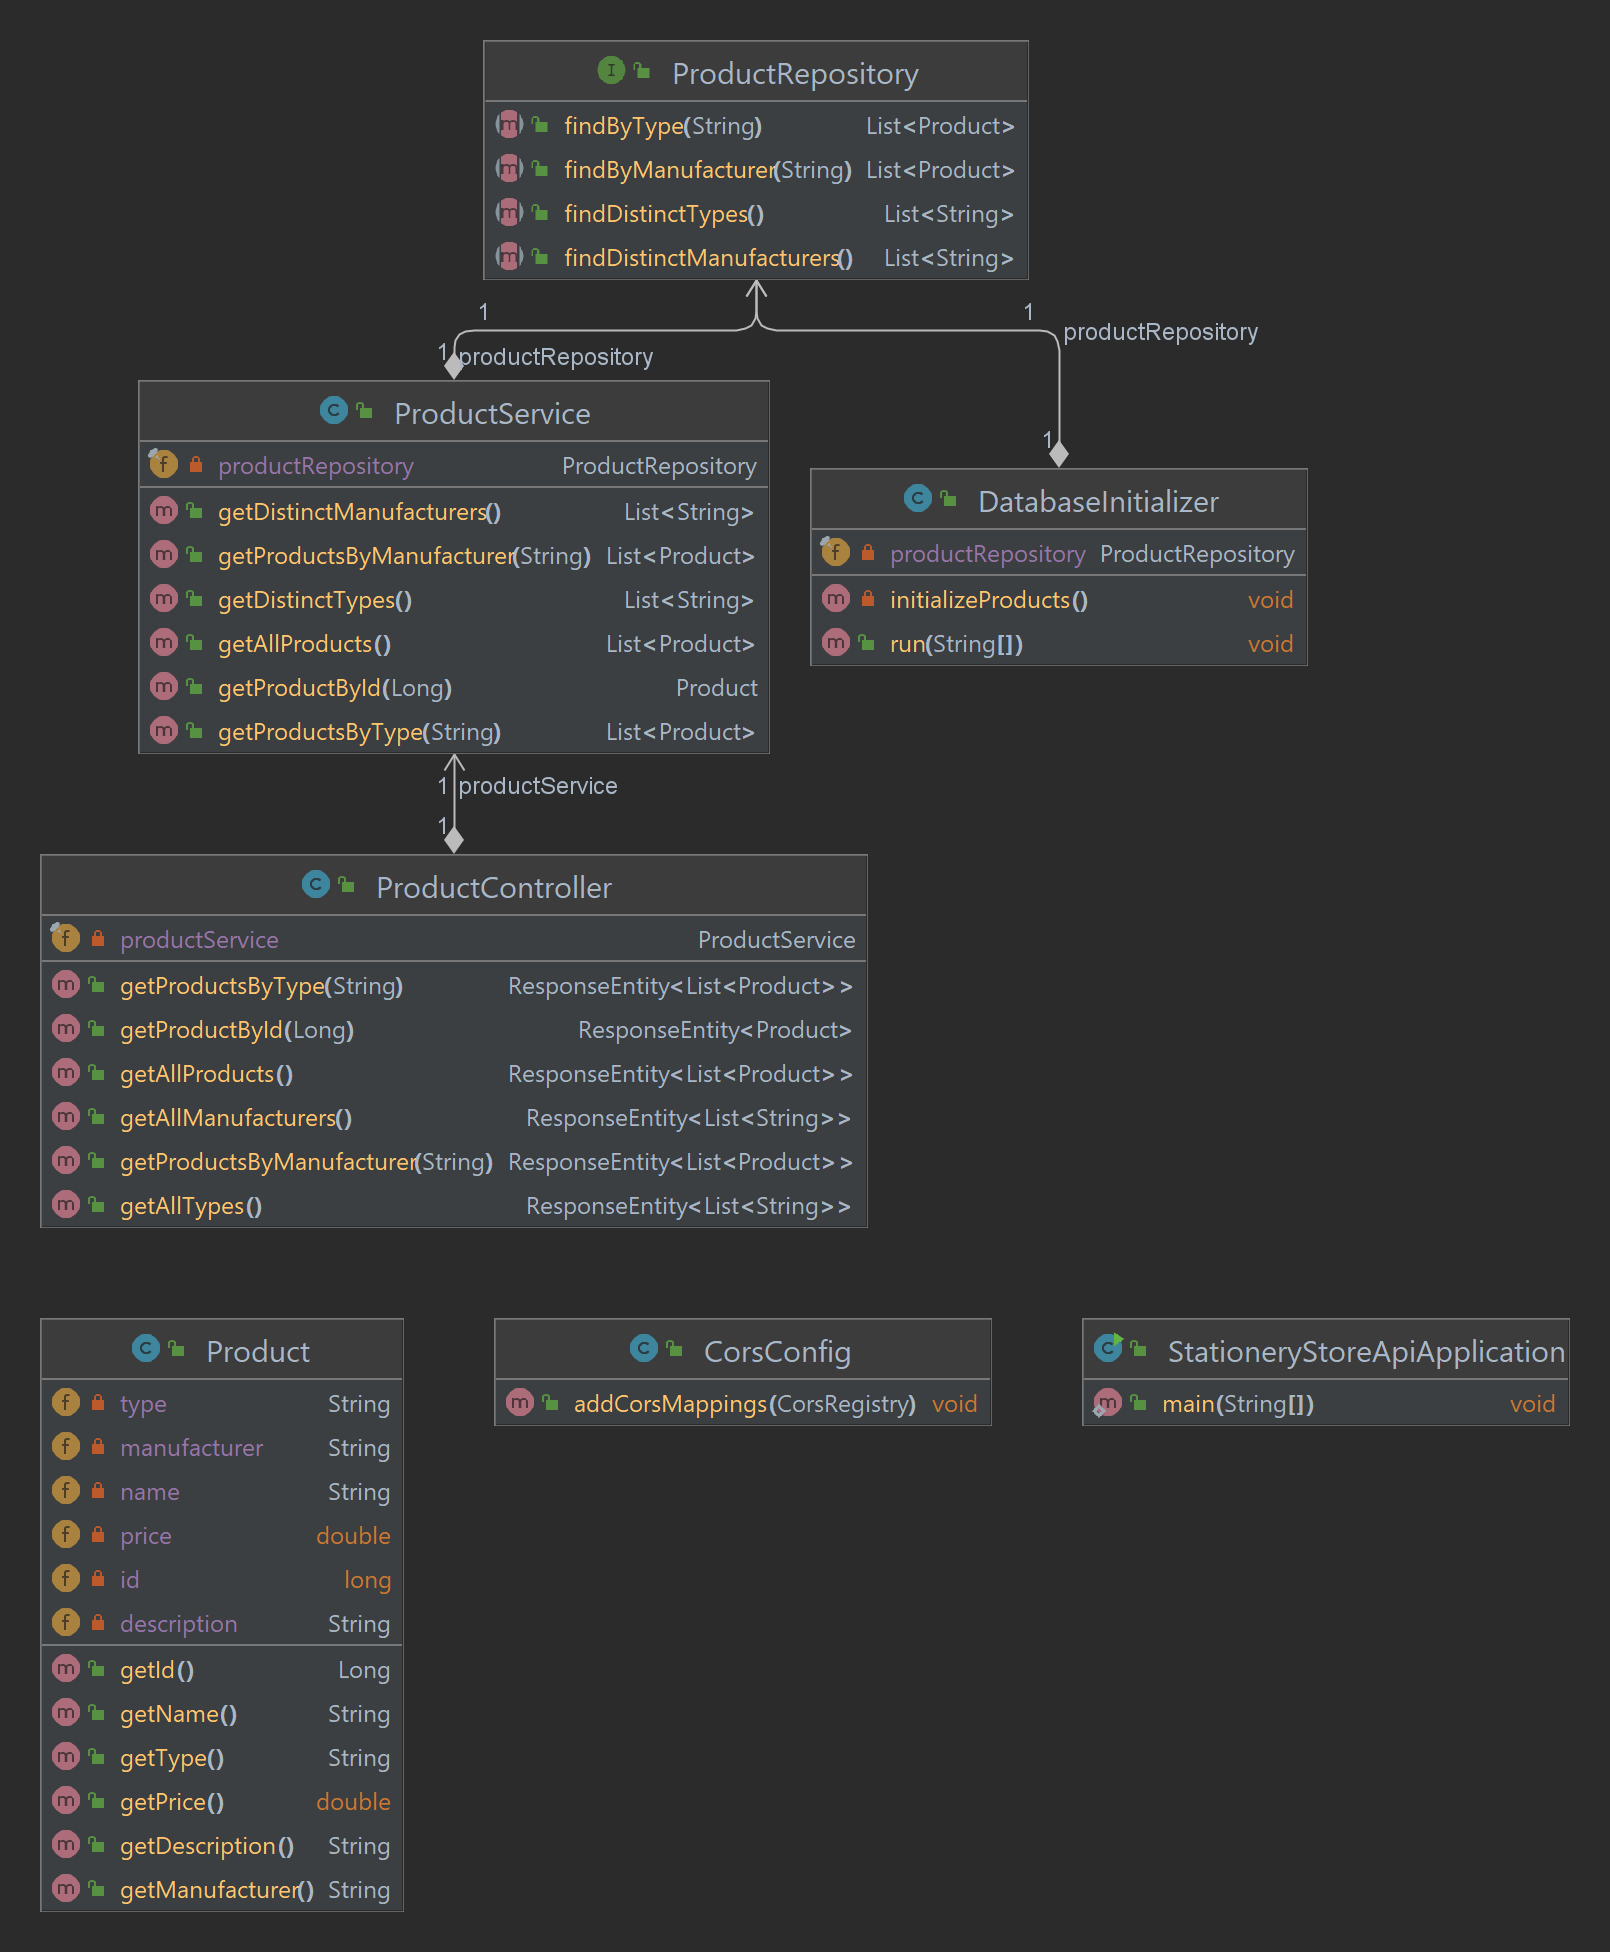 ProductRepository
findByType(String) List<Product>
findByManufacturer(String) List<Product>
findDistinctTypes() List<String>
findDistinctManufacturers() List<String>
1
1
productRepository
1
productRepository
1
ProductService
productRepository ProductRepository
getDistinctManufacturers() List<String>
getProductsByManufacturer(String) List<Product>
getDistinctTypes() List<String>
getAllProducts() List<Product>
getProductById(Long) Product
getProductsByType(String) List<Product>
DatabaseInitializer
productRepository ProductRepository
initializeProducts() void
run(String[]) void
1 productService
1
ProductController
productService ProductService
getProductsByType(String) ResponseEntity<List<Product>>
getProductById(Long) ResponseEntity<Product>
getAllProducts() ResponseEntity<List<Product>>
getAllManufacturers() ResponseEntity<List<String>>
getProductsByManufacturer(String) ResponseEntity<List<Product>>
getAllTypes() ResponseEntity<List<String>>
Product
type String
manufacturer String
name String
price double
id long
description String
getId() Long
getName() String
getType() String
getPrice() double
getDescription() String
getManufacturer() String
CorsConfig
addCorsMappings(CorsRegistry) void
StationeryStoreApiApplication
main(String[]) void